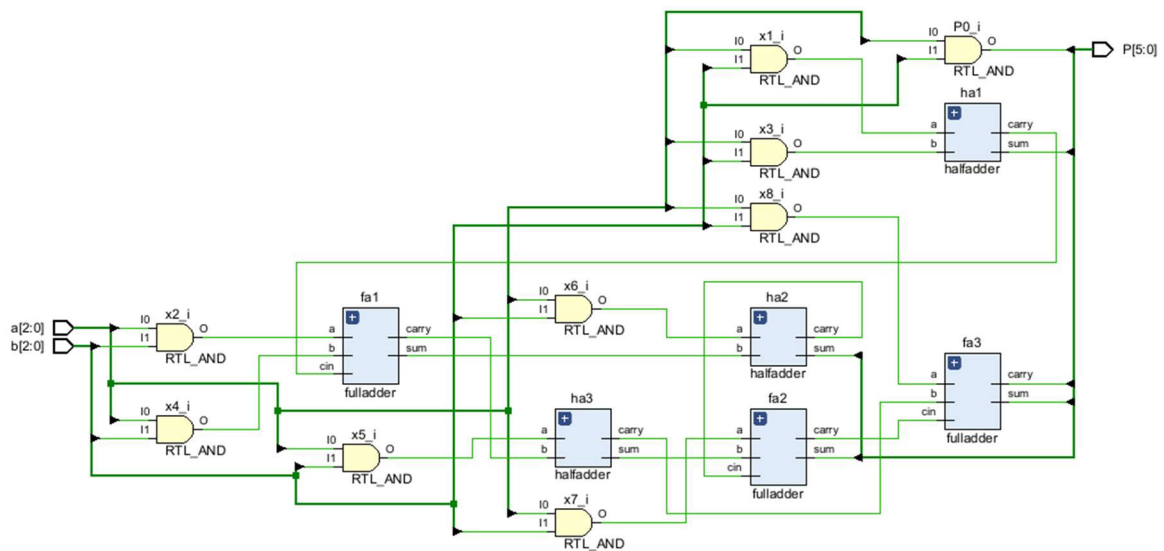 P0_i
I0
I1
O
RTL_AND
P[5:0]
x1_i
I0
I1
O
RTL_AND
ha1
a
b
carry
sum
halfadder
x3_i
I0
I1
O
RTL_AND
x8_i
I0
I1
O
RTL_AND
x6_i
I0
I1
O
RTL_AND
ha2
a
b
carry
sum
halfadder
a[2:0]
b[2:0]
x2_i
I0
I1
O
RTL_AND
fa1
a
b
cin
carry
sum
fulladder
fa3
a
b
cin
carry
sum
fulladder
x4_i
I0
I1
O
RTL_AND
x5_i
I0
I1
O
RTL_AND
ha3
a
b
carry
sum
halfadder
fa2
a
b
cin
carry
sum
fulladder
x7_i
I0
I1
O
RTL_AND